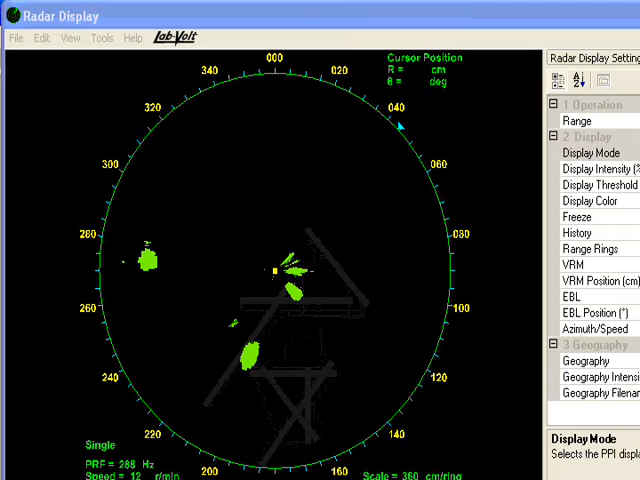 Radar Display
File Edit View Tools Help Lab-Volt
Radar Display Setting
000
Cursor Position
R = cm
θ = deg
340
020
320
040
300
060
280
080
260
100
240
120
220
140
200
160
Single
PRF = 288 Hz
Speed = 12 r/min
Scale = 360 cm/ring
1 Operation
Range
2 Display
Display Mode
Display Intensity (%
Display Threshold
Display Color
Freeze
History
Range Rings
VRM
VRM Position (cm)
EBL
EBL Position (°)
Azimuth/Speed
3 Geography
Geography
Geography Intensi
Geography Filenam
Display Mode
Selects the PPI displa